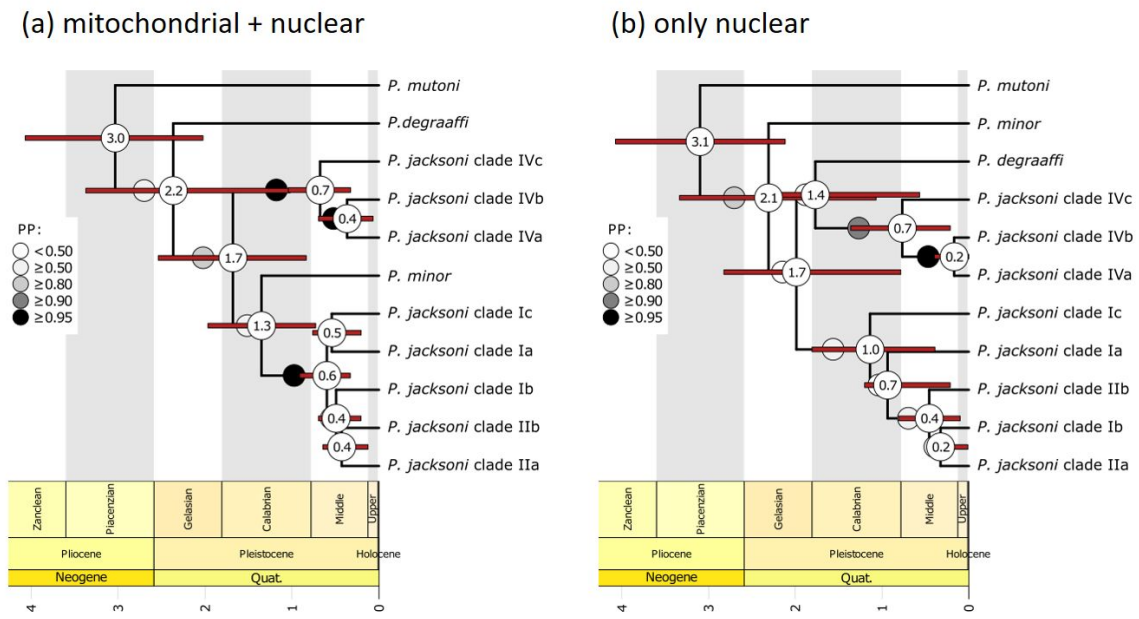 (a) mitochondrial + nuclear
P. mutoni
P.degraaffi
P. jacksoni clade IVc
P. jacksoni clade IVb
P. jacksoni clade IVa
P. minor
P. jacksoni clade Ic
P. jacksoni clade Ia
P. jacksoni clade Ib
P. jacksoni clade IIb
P. jacksoni clade IIa
3.0
2.2
0.7
0.4
1.7
1.3
0.5
0.6
0.4
0.4
PP:
<0.50
≥0.50
≥0.80
≥0.90
≥0.95
Zanclean
Piacenzian
Gelasian
Calabrian
Middle
Upper
Pliocene
Pleistocene
Holocene
Neogene
Quat.
4
3
2
1
0
(b) only nuclear
P. mutoni
P. minor
P. degraaffi
P. jacksoni clade IVc
P. jacksoni clade IVb
P. jacksoni clade IVa
P. jacksoni clade Ic
P. jacksoni clade Ia
P. jacksoni clade IIb
P. jacksoni clade Ib
P. jacksoni clade IIa
3.1
2.1
1.4
0.7
0.2
1.7
1.0
0.7
0.4
0.2
PP:
<0.50
≥0.50
≥0.80
≥0.90
≥0.95
Zanclean
Piacenzian
Gelasian
Calabrian
Middle
Upper
Pliocene
Pleistocene
Holocene
Neogene
Quat.
4
3
2
1
0